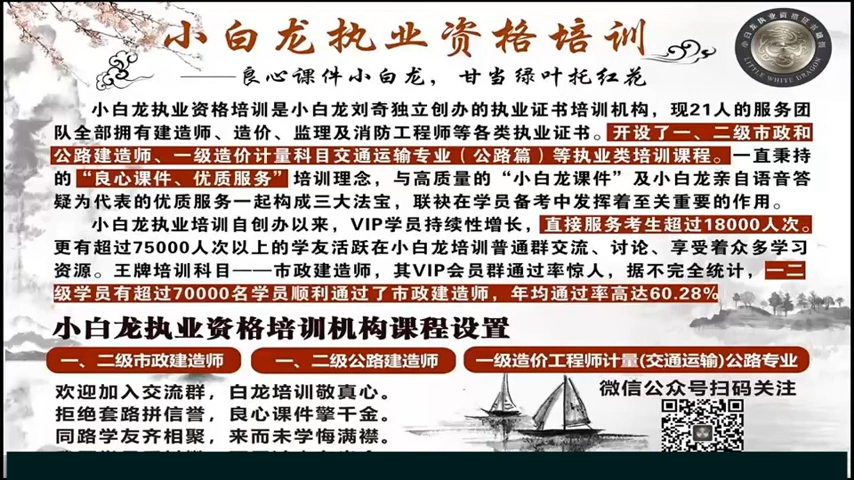 小白龙执业资格培训
——良心课件小白龙，甘当绿叶托红花
小白龙执业资格证书培训
LITTLE WHITE DRAGON
小白龙执业资格培训是小白龙刘奇独立创办的执业证书培训机构，现21人的服务团
队全部拥有建造师、造价、监理及消防工程师等各类执业证书。开设了一、二级市政和
公路建造师、一级造价计量科目交通运输专业（公路篇）等执业类培训课程。一直秉持
的“良心课件、优质服务”培训理念，与高质量的“小白龙课件”及小白龙亲自语音答
疑为代表的优质服务一起构成三大法宝，联袂在学员备考中发挥着至关重要的作用。
小白龙执业培训自创办以来，VIP学员持续性增长，直接服务考生超过18000人次。
更有超过75000人次以上的学友活跃在小白龙培训普通群交流、讨论、享受着众多学习
资源。王牌培训科目——市政建造师，其VIP会员群通过率惊人，据不完全统计，一二
级学员有超过70000名学员顺利通过了市政建造师，年均通过率高达60.28%
小白龙执业资格培训机构课程设置
一、二级市政建造师
一、二级公路建造师
一级造价工程师计量(交通运输)公路专业
欢迎加入交流群，白龙培训敬真心。
拒绝套路拼信誉，良心课件擎千金。
同路学友齐相聚，来而未学悔满襟。
微信公众号扫码关注